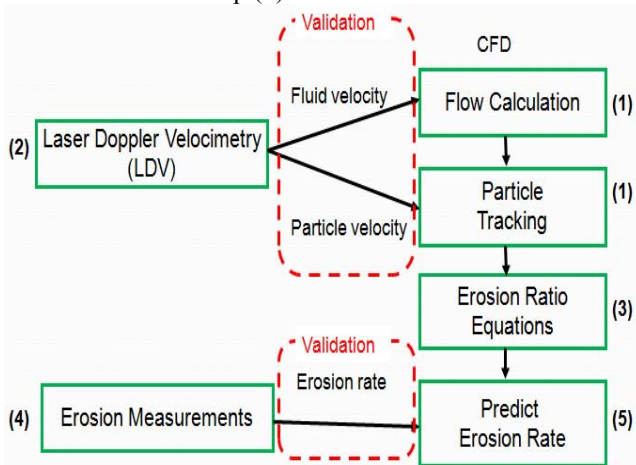 Validation
CFD
Fluid velocity
Flow Calculation
(1)
(2)
Laser Doppler Velocimetry
(LDV)
Particle
Tracking
(1)
Particle velocity
Erosion Ratio
Equations
(3)
Validation
Erosion rate
(4)
Erosion Measurements
Predict
Erosion Rate
(5)